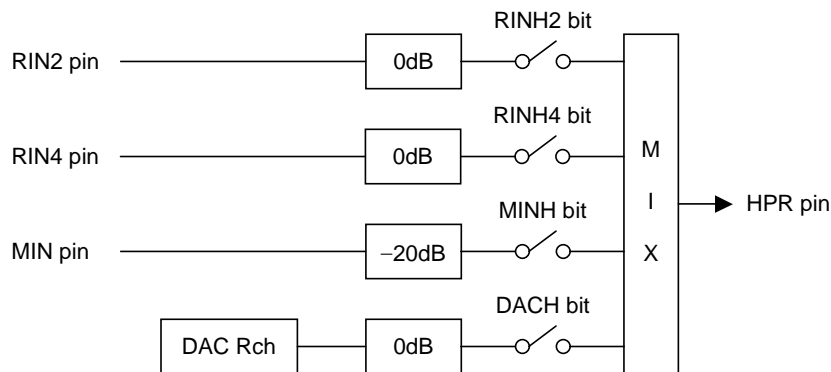 RINH2 bit
RIN2 pin 0dB
RINH4 bit
RIN4 pin 0dB M
I HPR pin
MINH bit
MIN pin −20dB X
DACH bit
DAC Rch 0dB